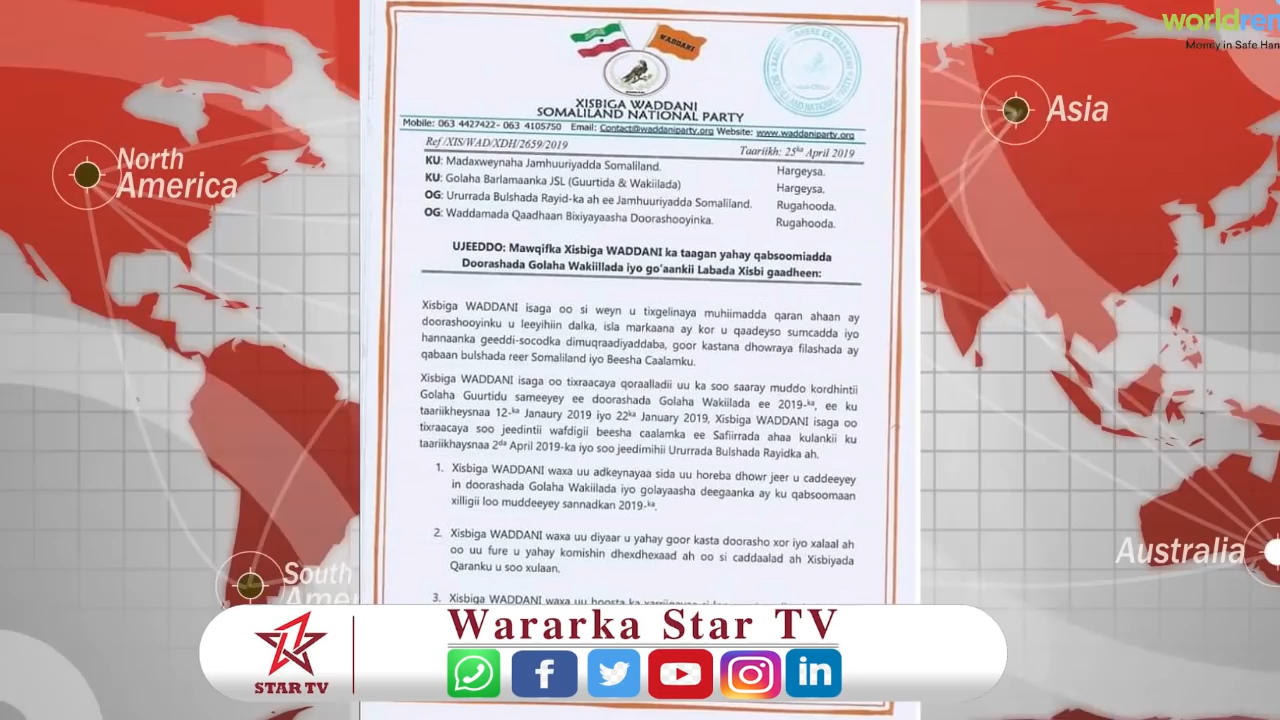 worldrem
Money in Safe Han
Asia
North
America
South
Australia
WADDANI
XISBIGA WADDANI
SOMALILAND NATIONAL PARTY
Mobile: 063 4427422- 063 4105750 Email: Contact@waddaniparty.org Website: www.waddaniparty.org
Ref /XIS/WAD/XDH/2659/2019 Taariikh: 25ka April 2019
KU: Madaxweynaha Jamhuuriyadda Somaliland. Hargeysa.
KU: Golaha Barlamaanka JSL (Guurtida & Wakiilada) Hargeysa.
OG: Ururrada Bulshada Rayid-ka ah ee Jamhuuriyadda Somaliland. Rugahooda.
OG: Waddamada Qaadhaan Bixiyayaasha Doorashooyinka. Rugahooda.
UJEEDDO: Mawqifka Xisbiga WADDANI ka taagan yahay qabsoomiadda
Doorashada Golaha Wakiillada iyo go'aankii Labada Xisbi gaadheen:
Xisbiga WADDANI isaga oo si weyn u tixgelinaya muhiimadda qaran ahaan ay
doorashooyinku u leeyihiin dalka, isla markaana ay kor u qaadeyso sumcadda iyo
hannaanka geeddi-socodka dimuqraadiyaddaba, goor kastana dhowraya filashada ay
qabaan bulshada reer Somaliland iyo Beesha Caalamku.
Xisbiga WADDANI isaga oo tixraacaya qoraalladii uu ka soo saaray muddo kordhintii
Golaha Guurtidu sameeyey ee doorashada Golaha Wakiilada ee 2019-ka, ee ku
taariikheysnaa 12-ka Janaury 2019 iyo 22ka January 2019, Xisbiga WADDANI isaga oo
tixraacaya soo jeedintii wafdigii beesha caalamka ee Safiirrada ahaa kulankii ku
taariikhaysnaa 2da April 2019-ka iyo soo jeedimihii Ururrada Bulshada Rayidka ah.
1. Xisbiga WADDANI waxa uu adkeynayaa sida uu horeba dhowr jeer u caddeeyey
in doorashada Golaha Wakiilada iyo golayaasha deegaanka ay ku qabsoomaan
xilligii loo muddeeyey sannadkan 2019-ka.
2. Xisbiga WADDANI waxa uu diyaar u yahay goor kasta doorasho xor iyo xalaal ah
oo uu fure u yahay komishin dhexdhexaad ah oo si caddaalad ah Xisbiyada
Qaranku u soo xulaan.
3. Xisbiga WADDANI waxa uu
Wararka Star TV
STAR TV